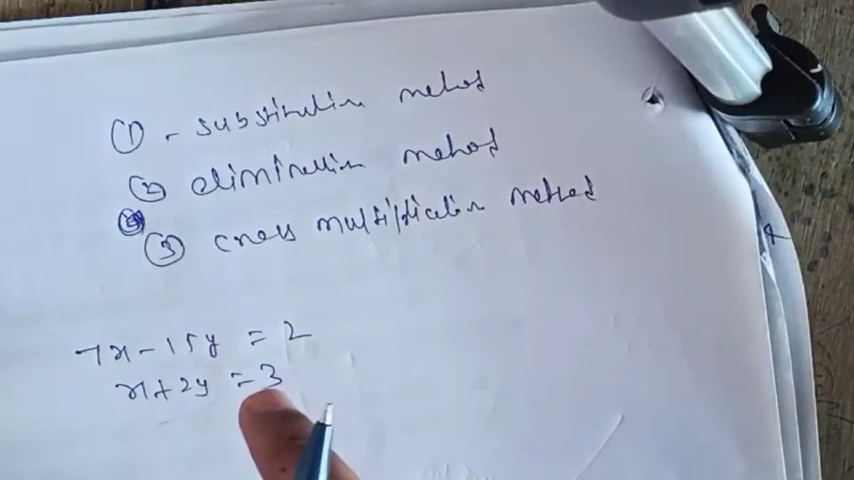 (1) - substitution method
(2) elimination method
(3) cross multiplication method
7x - 15y = 2
x + 2y = 3